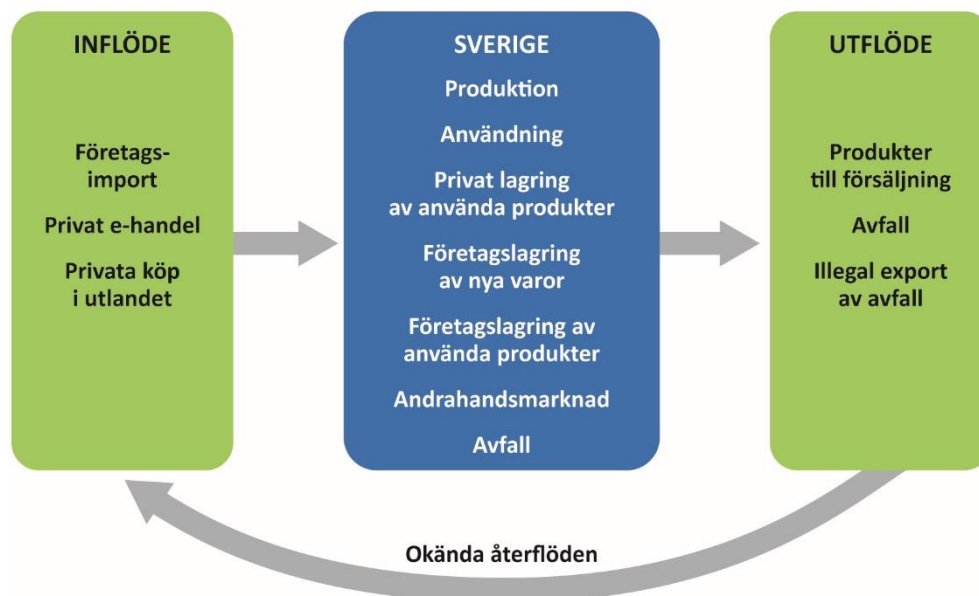 INFLÖDE
Företags-
import
Privat e-handel
Privata köp
i utlandet
SVERIGE
Produktion
Användning
Privat lagring
av använda produkter
Företagslagring
av nya varor
Företagslagring av
använda produkter
Andrahandsmarknad
Avfall
UTFLÖDE
Produkter
till försäljning
Avfall
Illegal export
av avfall
Okända återflöden